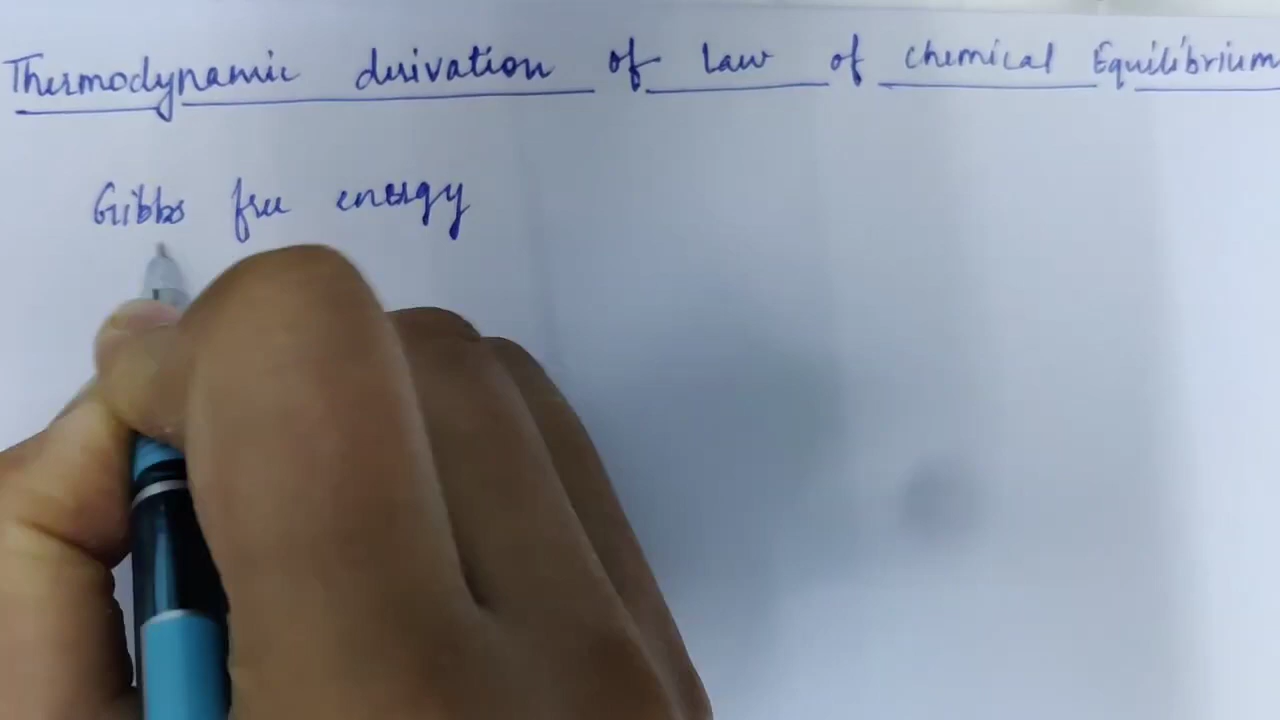 Thermodynamic derivation of Law of chemical Equilibrium
Gibbs free energy